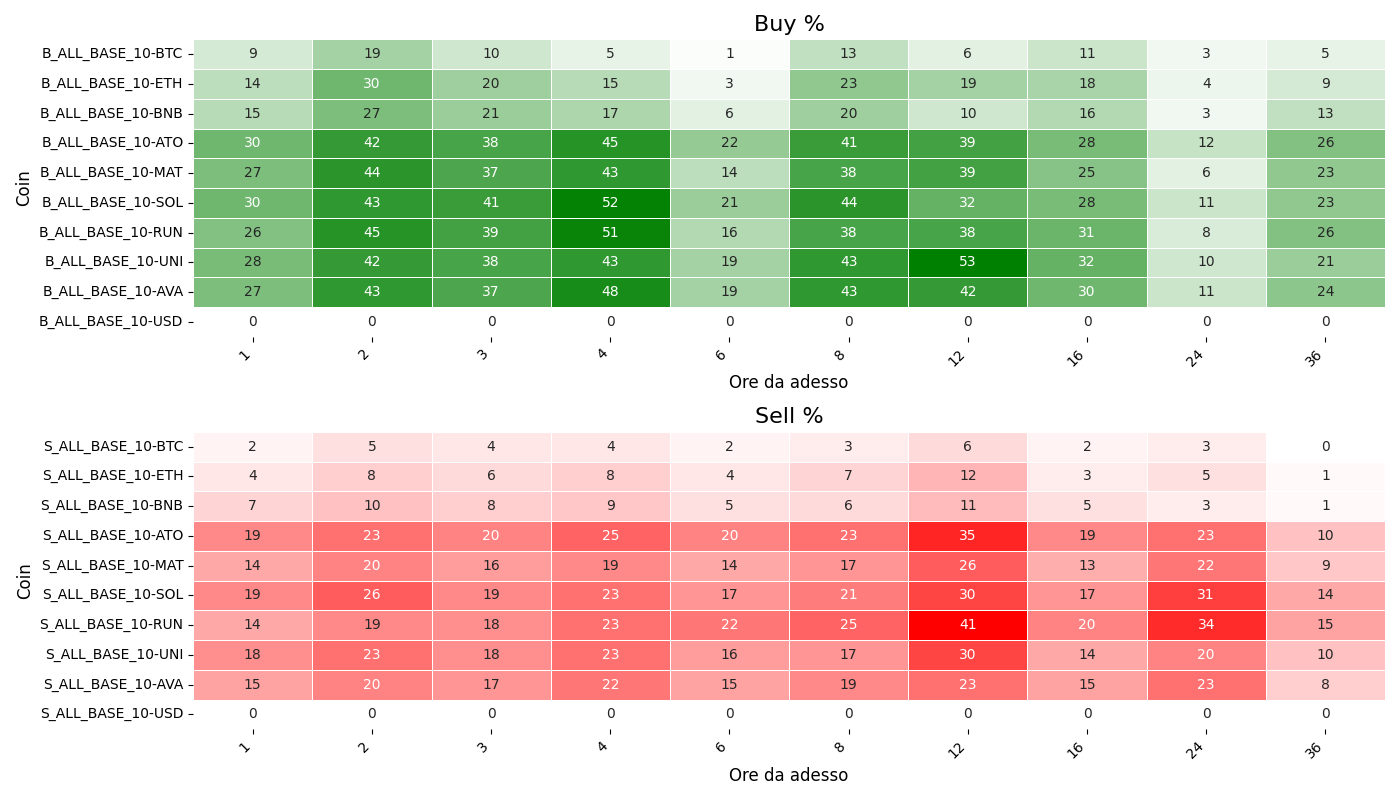 Buy %
Coin
B_ALL_BASE_10-BTC 9 19 10 5 1 13 6 11 3 5
B_ALL_BASE_10-ETH 14 30 20 15 3 23 19 18 4 9
B_ALL_BASE_10-BNB 15 27 21 17 6 20 10 16 3 13
B_ALL_BASE_10-ATO 30 42 38 45 22 41 39 28 12 26
B_ALL_BASE_10-MAT 27 44 37 43 14 38 39 25 6 23
B_ALL_BASE_10-SOL 30 43 41 52 21 44 32 28 11 23
B_ALL_BASE_10-RUN 26 45 39 51 16 38 38 31 8 26
B_ALL_BASE_10-UNI 28 42 38 43 19 43 53 32 10 21
B_ALL_BASE_10-AVA 27 43 37 48 19 43 42 30 11 24
B_ALL_BASE_10-USD 0 0 0 0 0 0 0 0 0 0
1 2 3 4 6 8 12 16 24 36
Ore da adesso
Sell %
Coin
S_ALL_BASE_10-BTC 2 5 4 4 2 3 6 2 3 0
S_ALL_BASE_10-ETH 4 8 6 8 4 7 12 3 5 1
S_ALL_BASE_10-BNB 7 10 8 9 5 6 11 5 3 1
S_ALL_BASE_10-ATO 19 23 20 25 20 23 35 19 23 10
S_ALL_BASE_10-MAT 14 20 16 19 14 17 26 13 22 9
S_ALL_BASE_10-SOL 19 26 19 23 17 21 30 17 31 14
S_ALL_BASE_10-RUN 14 19 18 23 22 25 41 20 34 15
S_ALL_BASE_10-UNI 18 23 18 23 16 17 30 14 20 10
S_ALL_BASE_10-AVA 15 20 17 22 15 19 23 15 23 8
S_ALL_BASE_10-USD 0 0 0 0 0 0 0 0 0 0
1 2 3 4 6 8 12 16 24 36
Ore da adesso